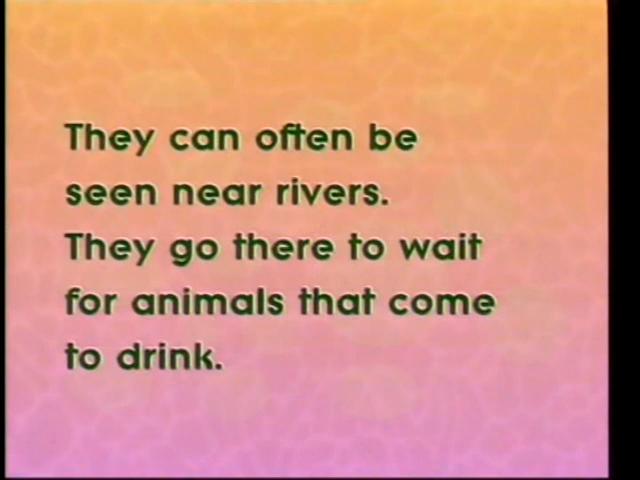 They can often be
seen near rivers.
They go there to wait
for animals that come
to drink.